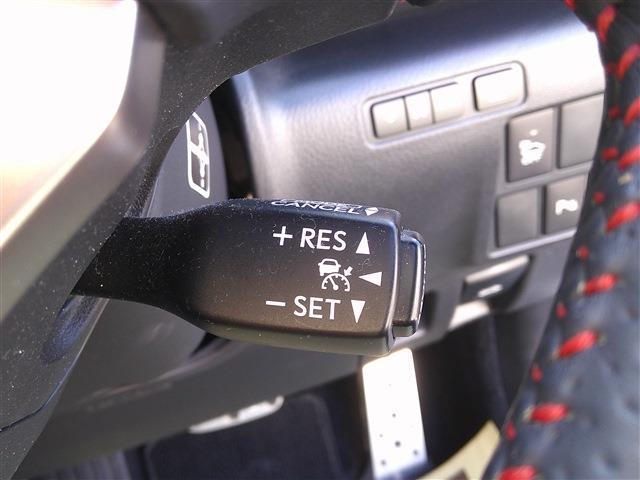 CANCEL
+ RES ▲
− SET ▼